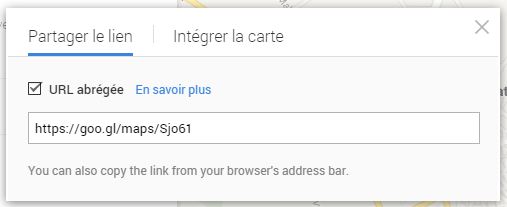 Partager le lien
Intégrer la carte
URL abrégée En savoir plus
https://goo.gl/maps/Sjo61
You can also copy the link from your browser's address bar.